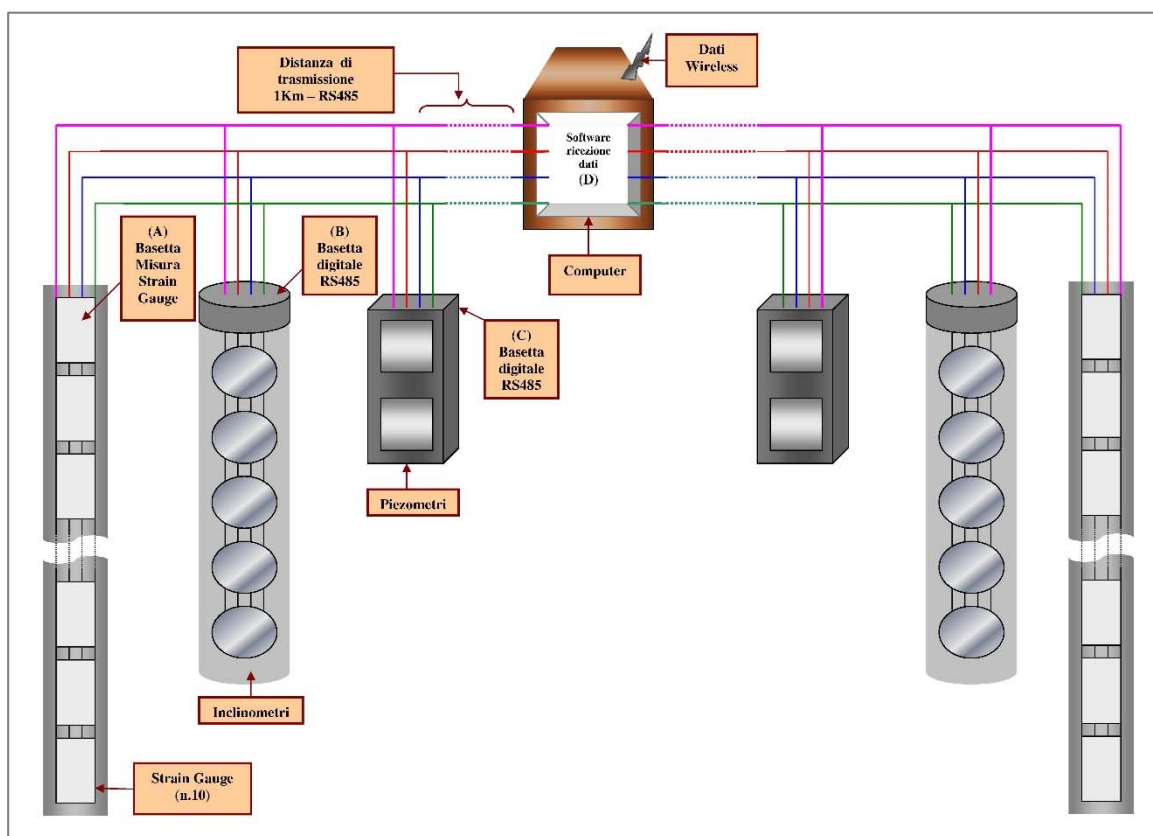 Distanza di
trasmissione
1Km – RS485
Dati
Wireless
Software
ricezione
dati
(D)
(A)
Basetta
Misura
Strain
Gauge
(B)
Basetta
digitale
RS485
Computer
(C)
Basetta
digitale
RS485
Piezometri
Inclinometri
Strain Gauge
(n.10)